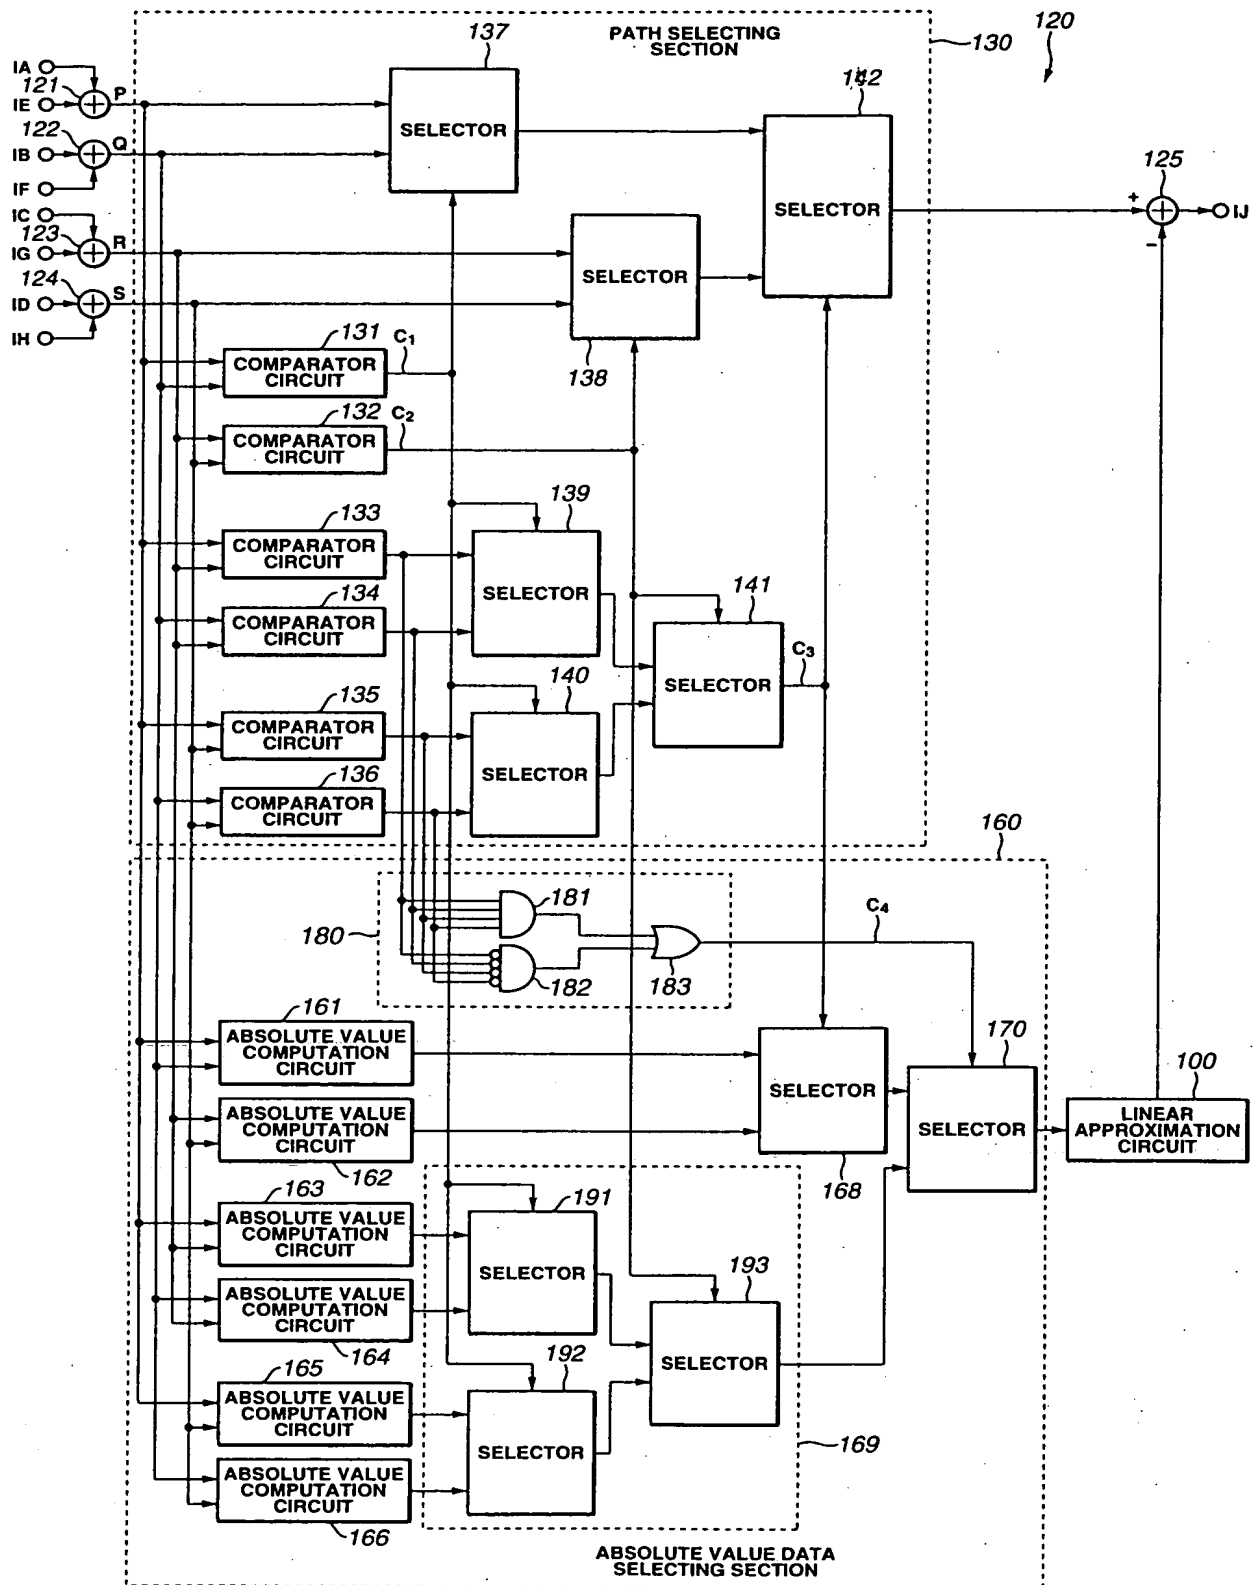 PATH SELECTING
SECTION
130
120
137
142
IA
121
IE
P
122
IB
Q
IF
IC
123
IG
R
124
ID
S
IH
SELECTOR
SELECTOR
SELECTOR
138
125
+
−
IJ
131
C1
COMPARATOR
CIRCUIT
132
C2
COMPARATOR
CIRCUIT
133
COMPARATOR
CIRCUIT
139
SELECTOR
134
COMPARATOR
CIRCUIT
141
SELECTOR
C3
135
COMPARATOR
CIRCUIT
140
SELECTOR
136
COMPARATOR
CIRCUIT
160
180
181
182
183
C4
161
ABSOLUTE VALUE
COMPUTATION
CIRCUIT
ABSOLUTE VALUE
COMPUTATION
CIRCUIT
162
SELECTOR
168
170
SELECTOR
100
LINEAR
APPROXIMATION
CIRCUIT
163
ABSOLUTE VALUE
COMPUTATION
CIRCUIT
191
SELECTOR
ABSOLUTE VALUE
COMPUTATION
CIRCUIT
164
193
SELECTOR
165
ABSOLUTE VALUE
COMPUTATION
CIRCUIT
192
SELECTOR
169
ABSOLUTE VALUE
COMPUTATION
CIRCUIT
166
ABSOLUTE VALUE DATA
SELECTING SECTION